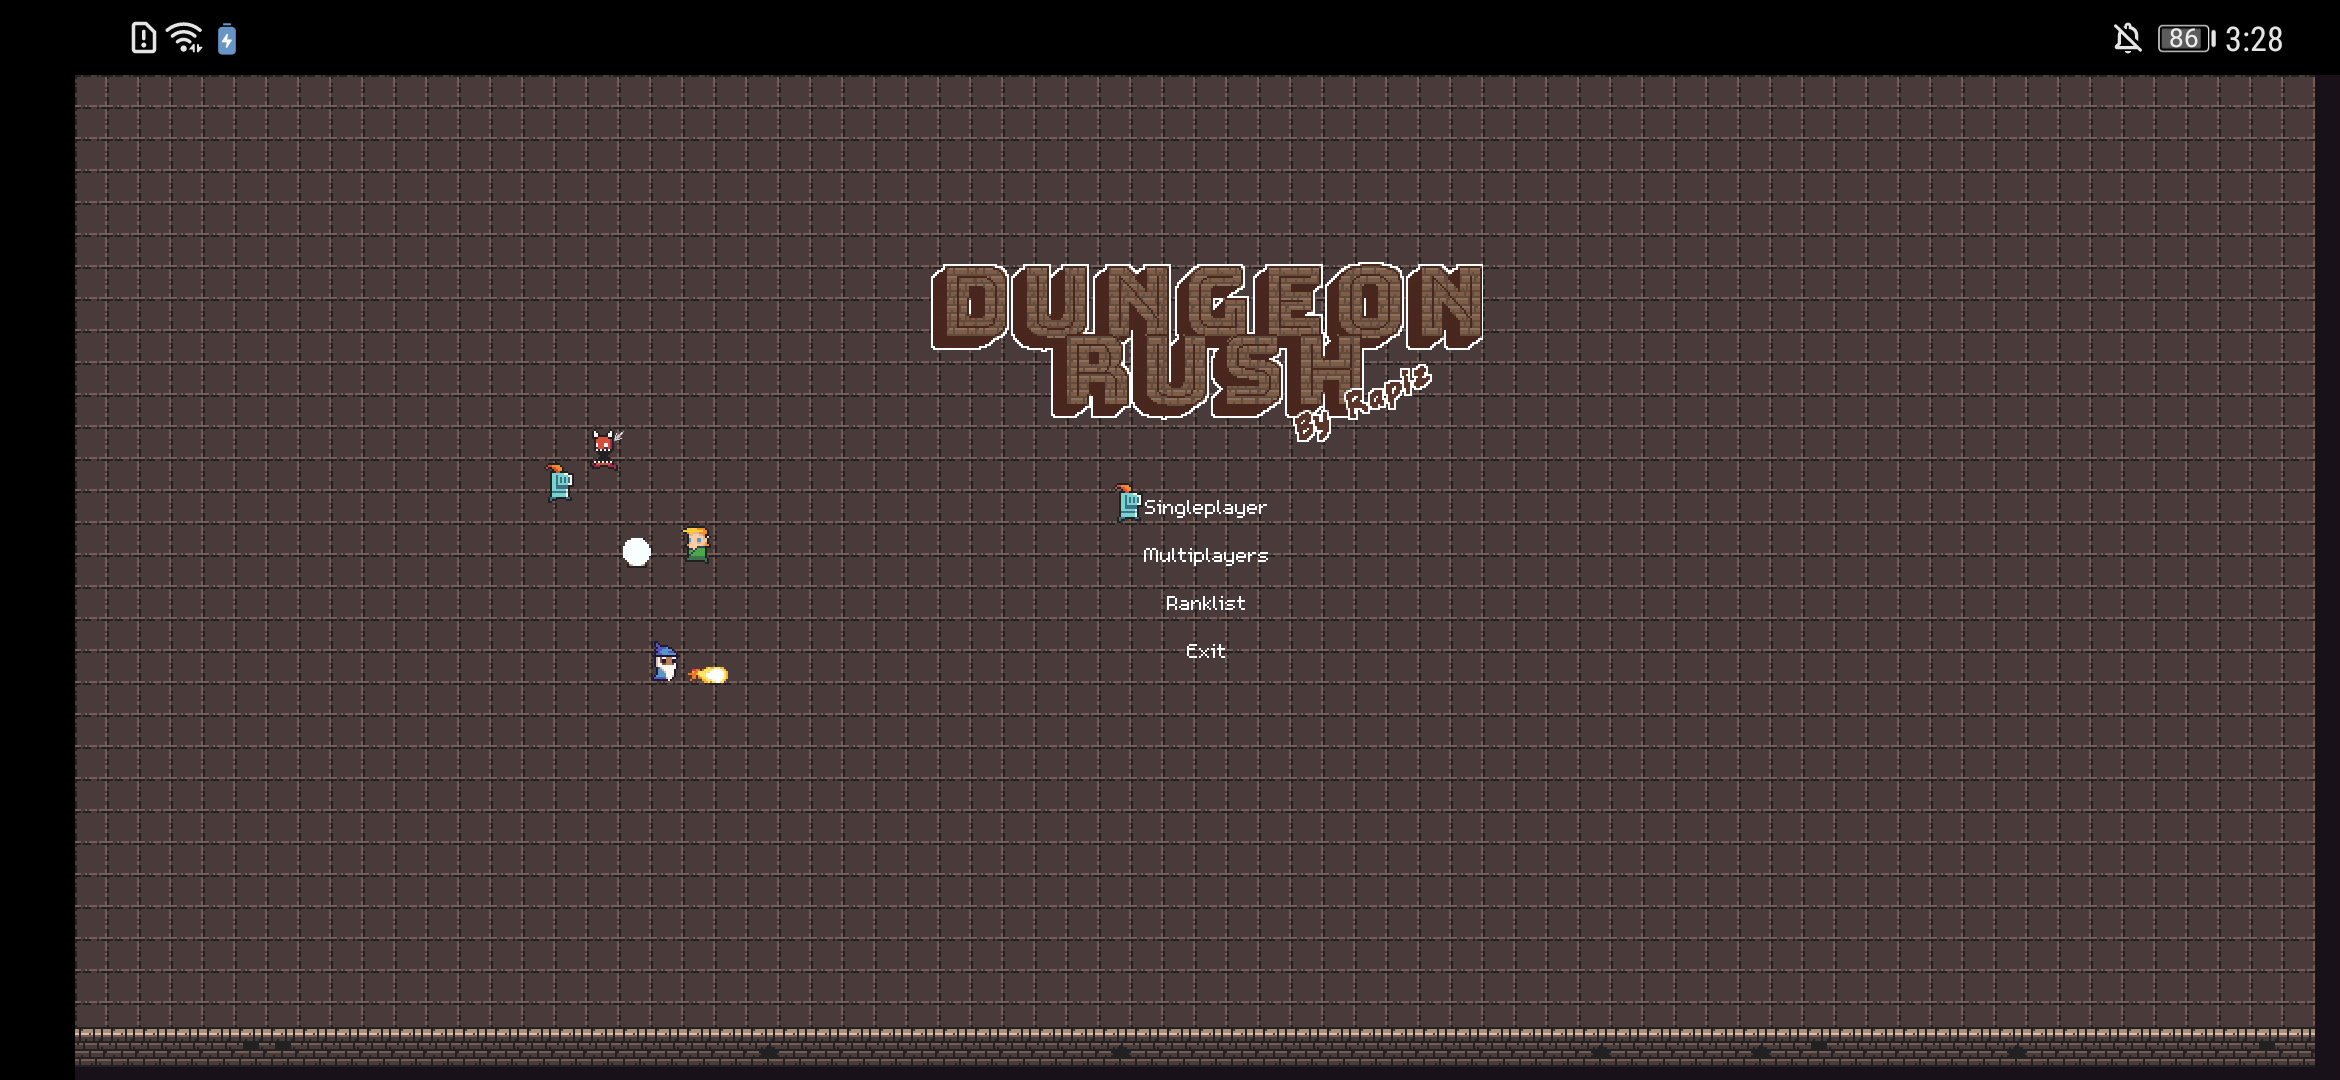 86 3:28
DUNGEON
RUSH
By Rapiz
Singleplayer
Multiplayers
Ranklist
Exit